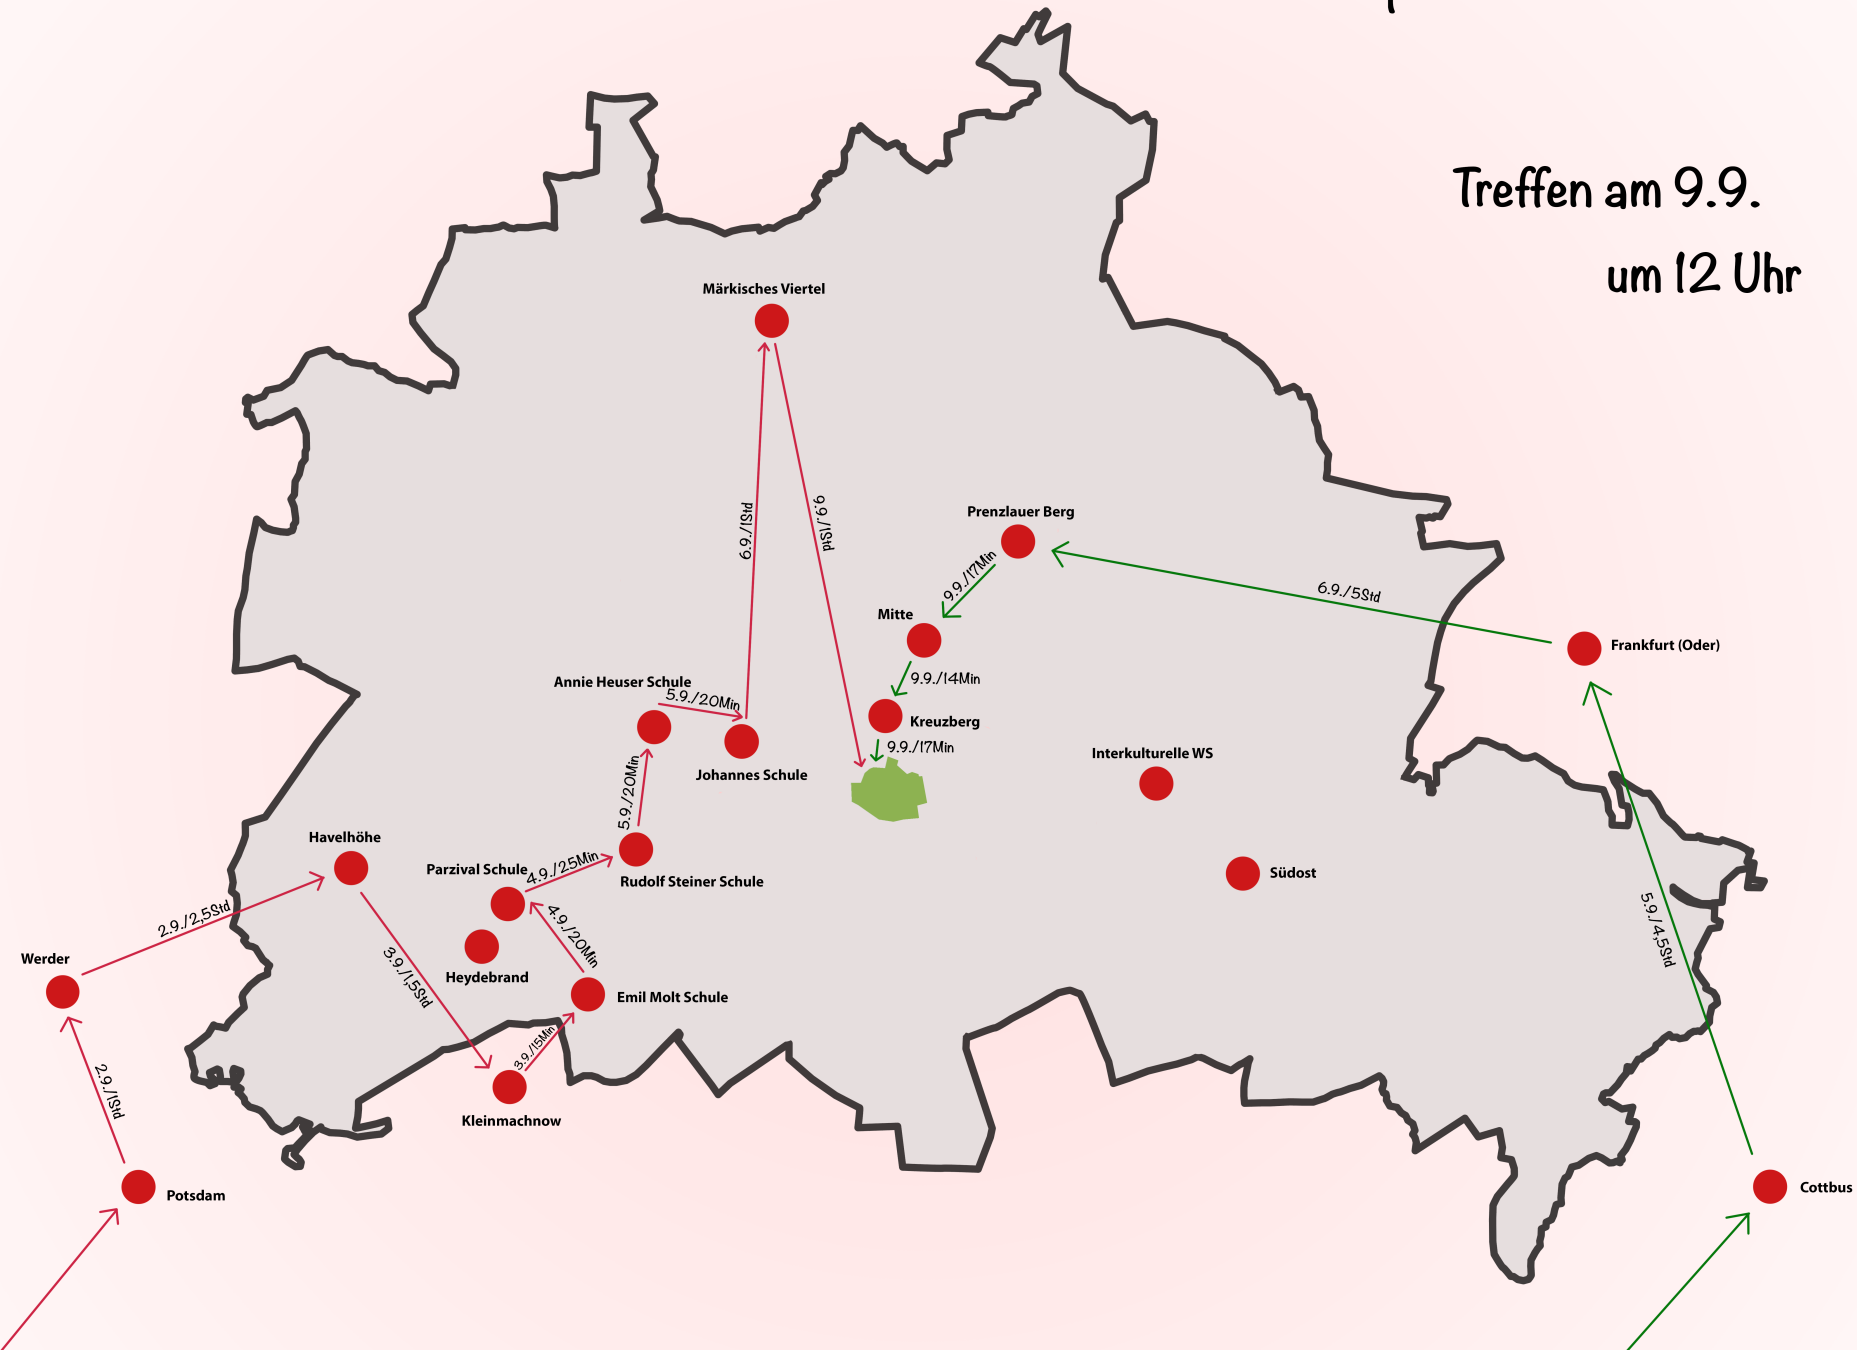 Treffen am 9.9.
um 12 Uhr
Märkisches Viertel
6.9./1Std
9.9./1Std
Prenzlauer Berg
9.9./17Min
6.9./5Std
Mitte
Frankfurt (Oder)
9.9./14Min
Annie Heuser Schule
5.9./20Min
Kreuzberg
9.9./17Min
Interkulturelle WS
Johannes Schule
5.9./20Min
Havelhöhe
Parzival Schule
4.9./25Min
Rudolf Steiner Schule
Südost
2.9./2,5Std
5.9./4,5Std
4.9./20Min
Werder
Heydebrand
3.9./1,5Std
Emil Molt Schule
3.9./15Min
2.9./1Std
Kleinmachnow
Potsdam
Cottbus